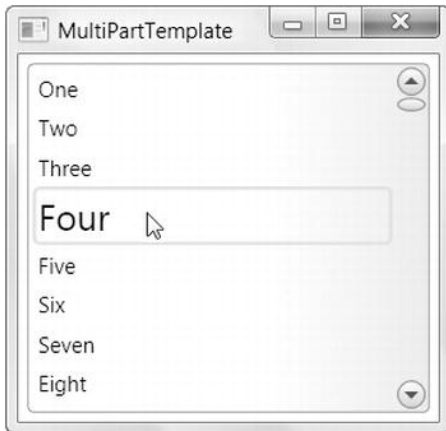 MultiPartTemplate
One
Two
Three
Four
Five
Six
Seven
Eight